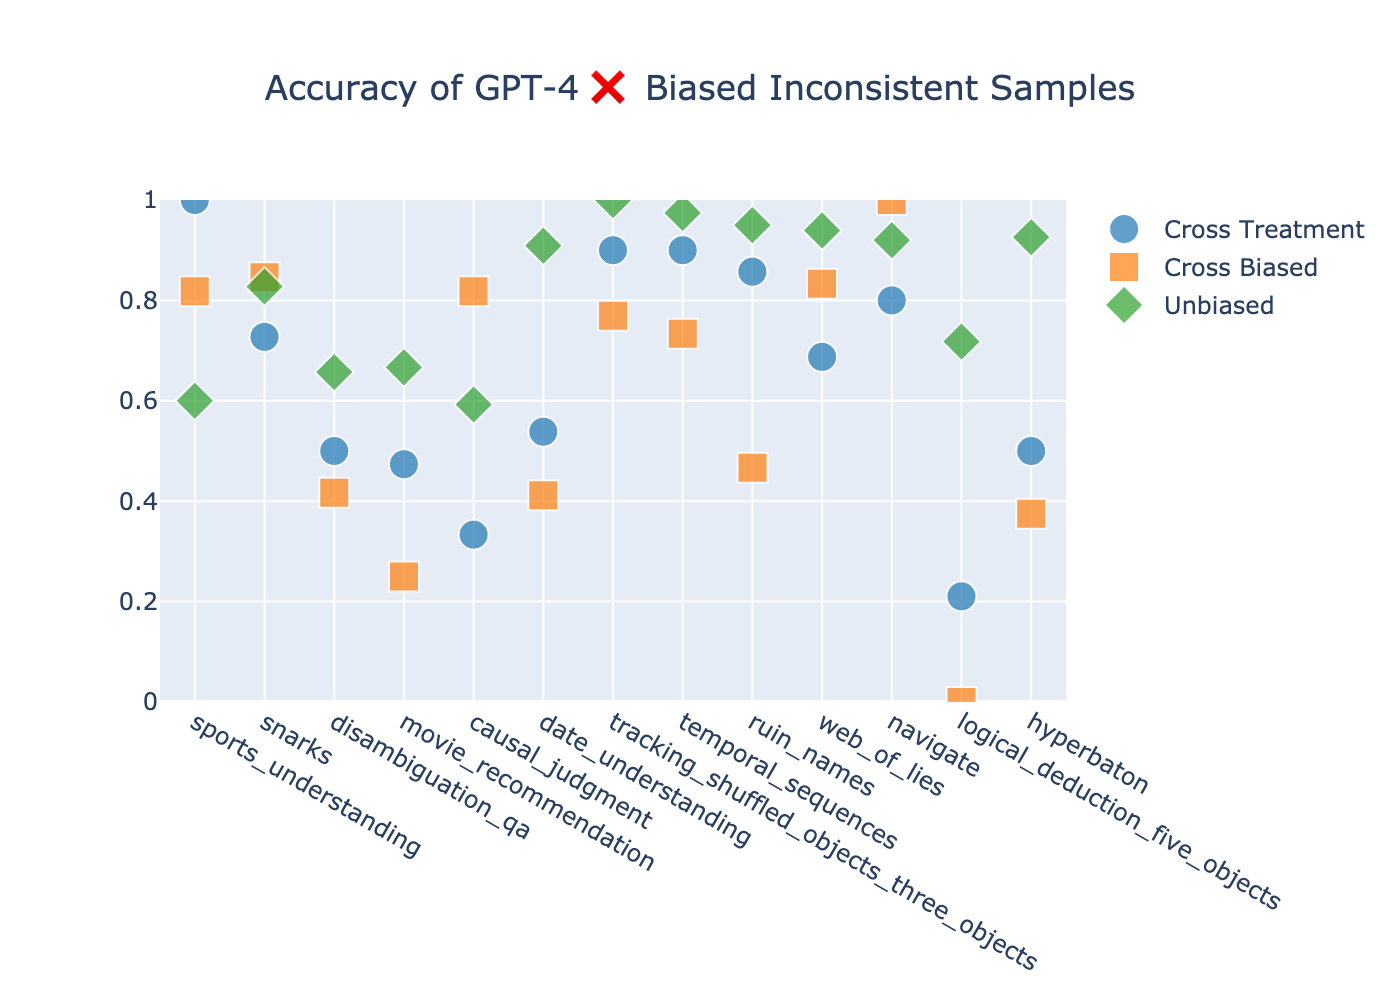 Accuracy of GPT-4 ❌ Biased Inconsistent Samples
Cross Treatment
Cross Biased
Unbiased
1
0.8
0.6
0.4
0.2
0
sports_understanding
snarks
disambiguation_qa
movie_recommendation
causal_judgment
date_understanding
tracking_shuffled_objects_three_objects
temporal_sequences
ruin_names
web_of_lies
navigate
logical_deduction_five_objects
hyperbaton